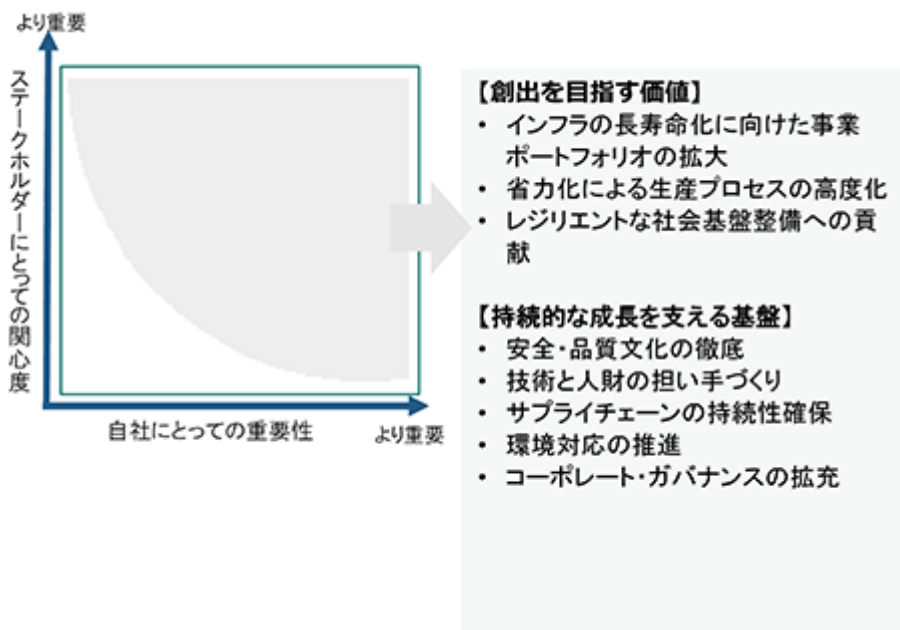 より重要
ステークホルダーにとっての関心度
自社にとっての重要性
より重要
【創出を目指す価値】
• インフラの長寿命化に向けた事業
ポートフォリオの拡大
• 省力化による生産プロセスの高度化
• レジリエントな社会基盤整備への貢
献
【持続的な成長を支える基盤】
• 安全・品質文化の徹底
• 技術と人財の担い手づくり
• サプライチェーンの持続性確保
• 環境対応の推進
• コーポレート・ガバナンスの拡充